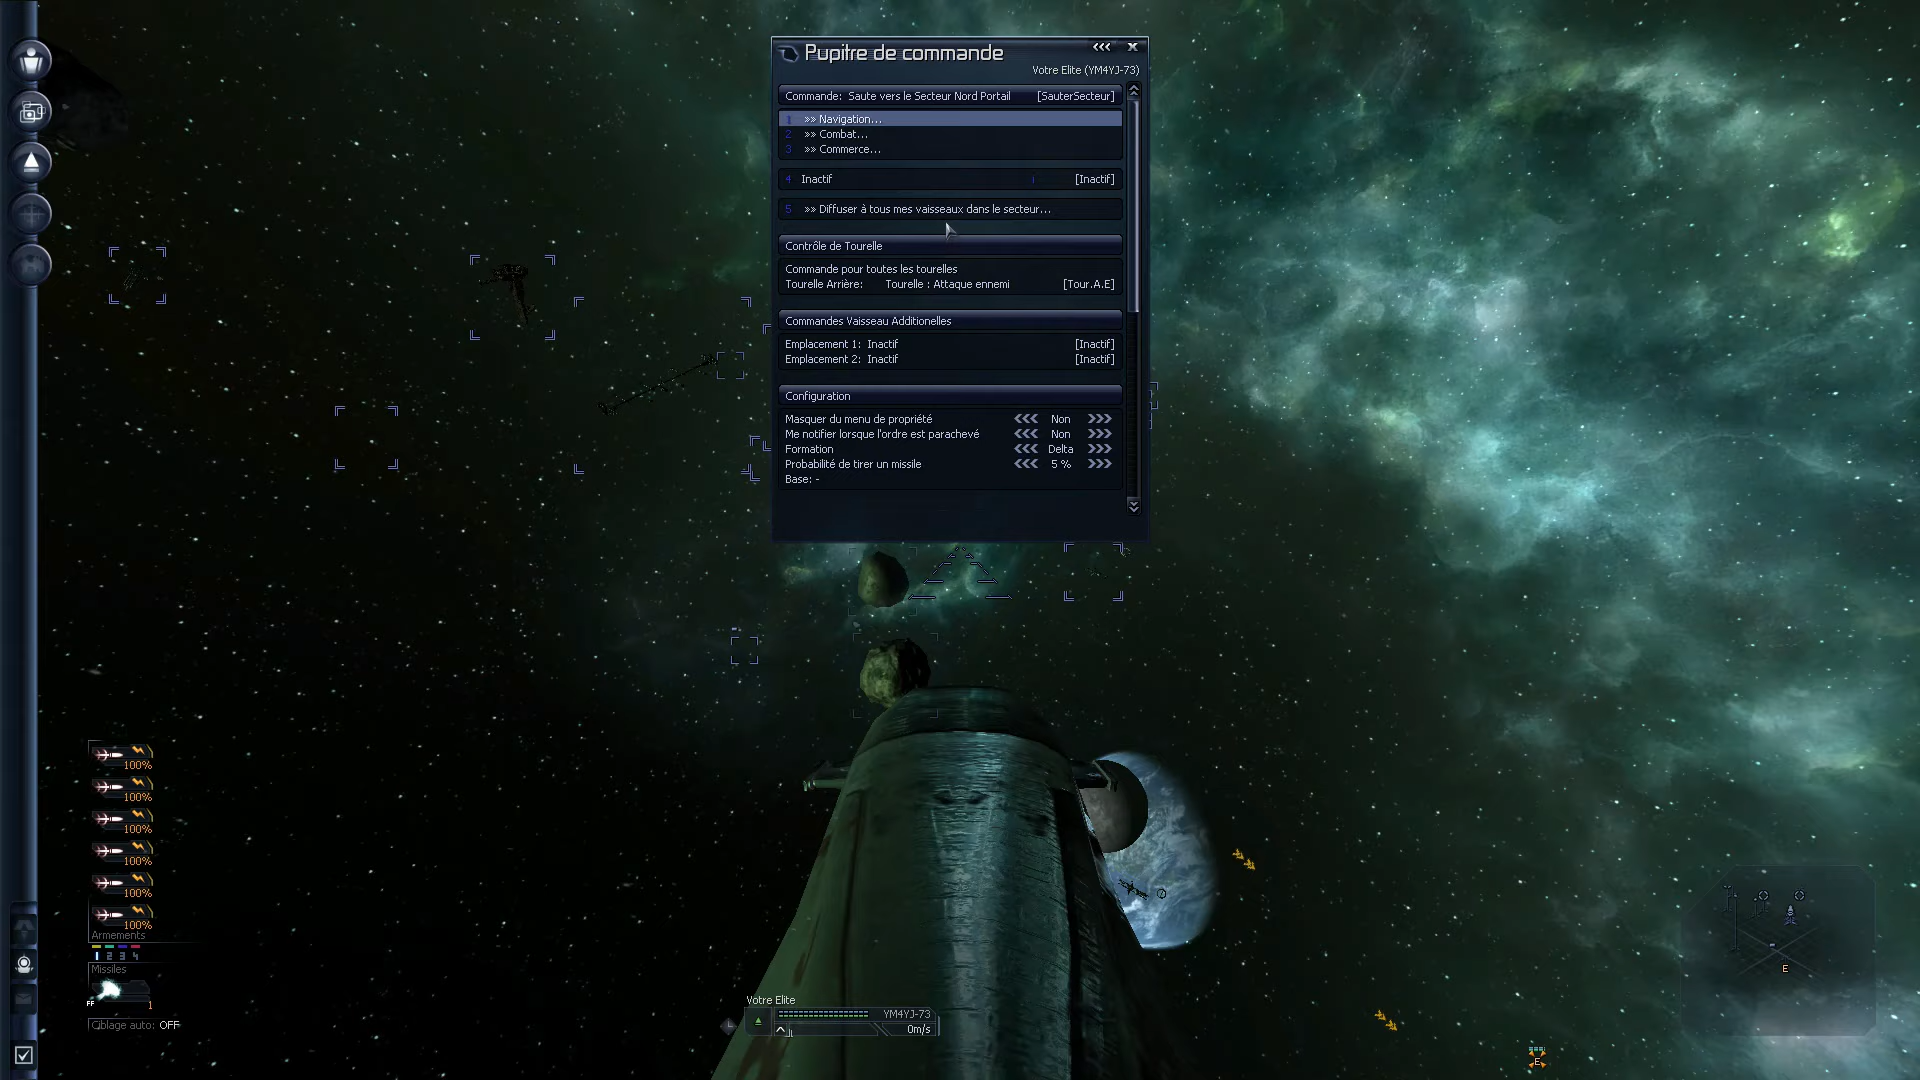 Pupitre de commande
Votre Elite (YM4YJ-73)
Commande: Saute vers le Secteur Nord Portail [SauterSecteur]
1 »» Navigation...
2 »» Combat...
3 »» Commerce...
4 Inactif i [Inactif]
5 »» Diffuser à tous mes vaisseaux dans le secteur...
Contrôle de Tourelle
Commande pour toutes les tourelles
Tourelle Arrière: Tourelle : Attaque ennemi [Tour.A.E]
Commandes Vaisseau Additionelles
Emplacement 1: Inactif [Inactif]
Emplacement 2: Inactif [Inactif]
Configuration
Masquer du menu de propriété Non
Me notifier lorsque l'ordre est parachevé Non
Formation Delta
Probabilité de tirer un missile 5 %
Base: -
100%
100%
100%
100%
100%
100%
Armements
1 2 3 4
Missiles
FF 1
Ciblage auto: OFF
Votre Elite
YM4YJ-73
0m/s
E
E